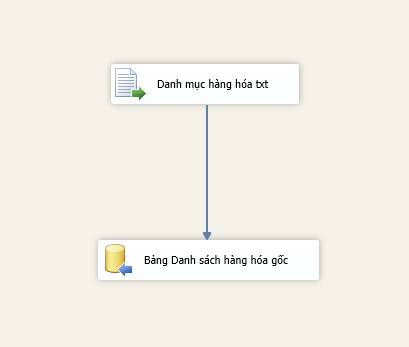 Danh mục hàng hóa txt
Bảng Danh sách hàng hóa gốc